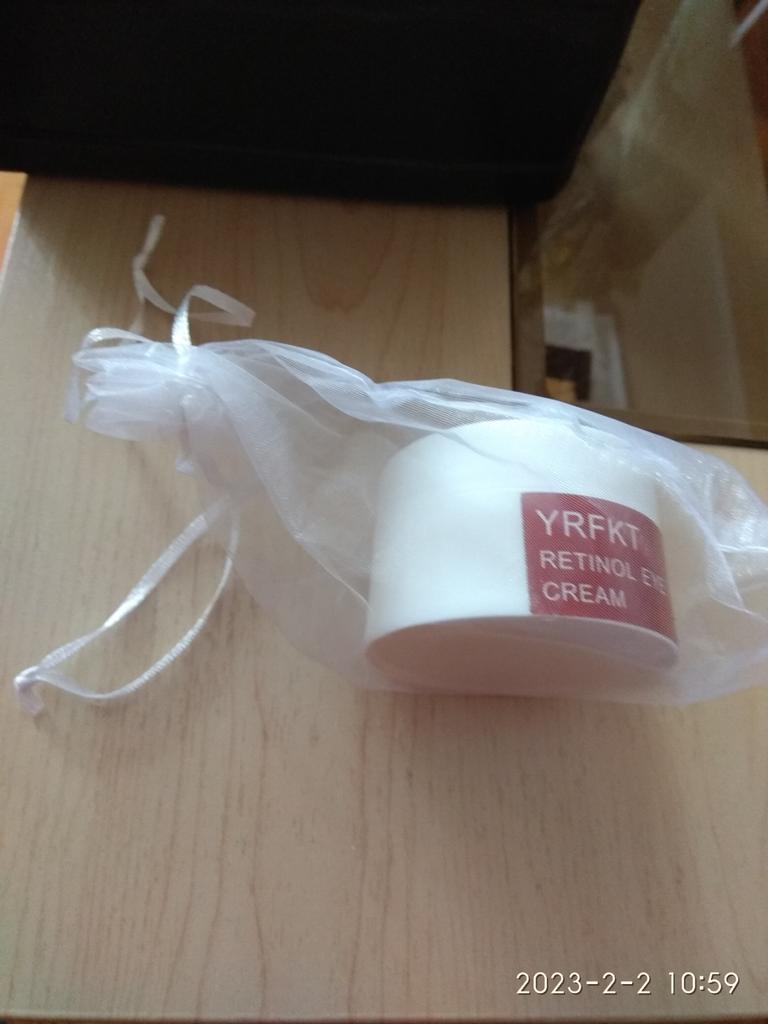 YRFKT
RETINOL EYE
CREAM
2023-2-2 10:59